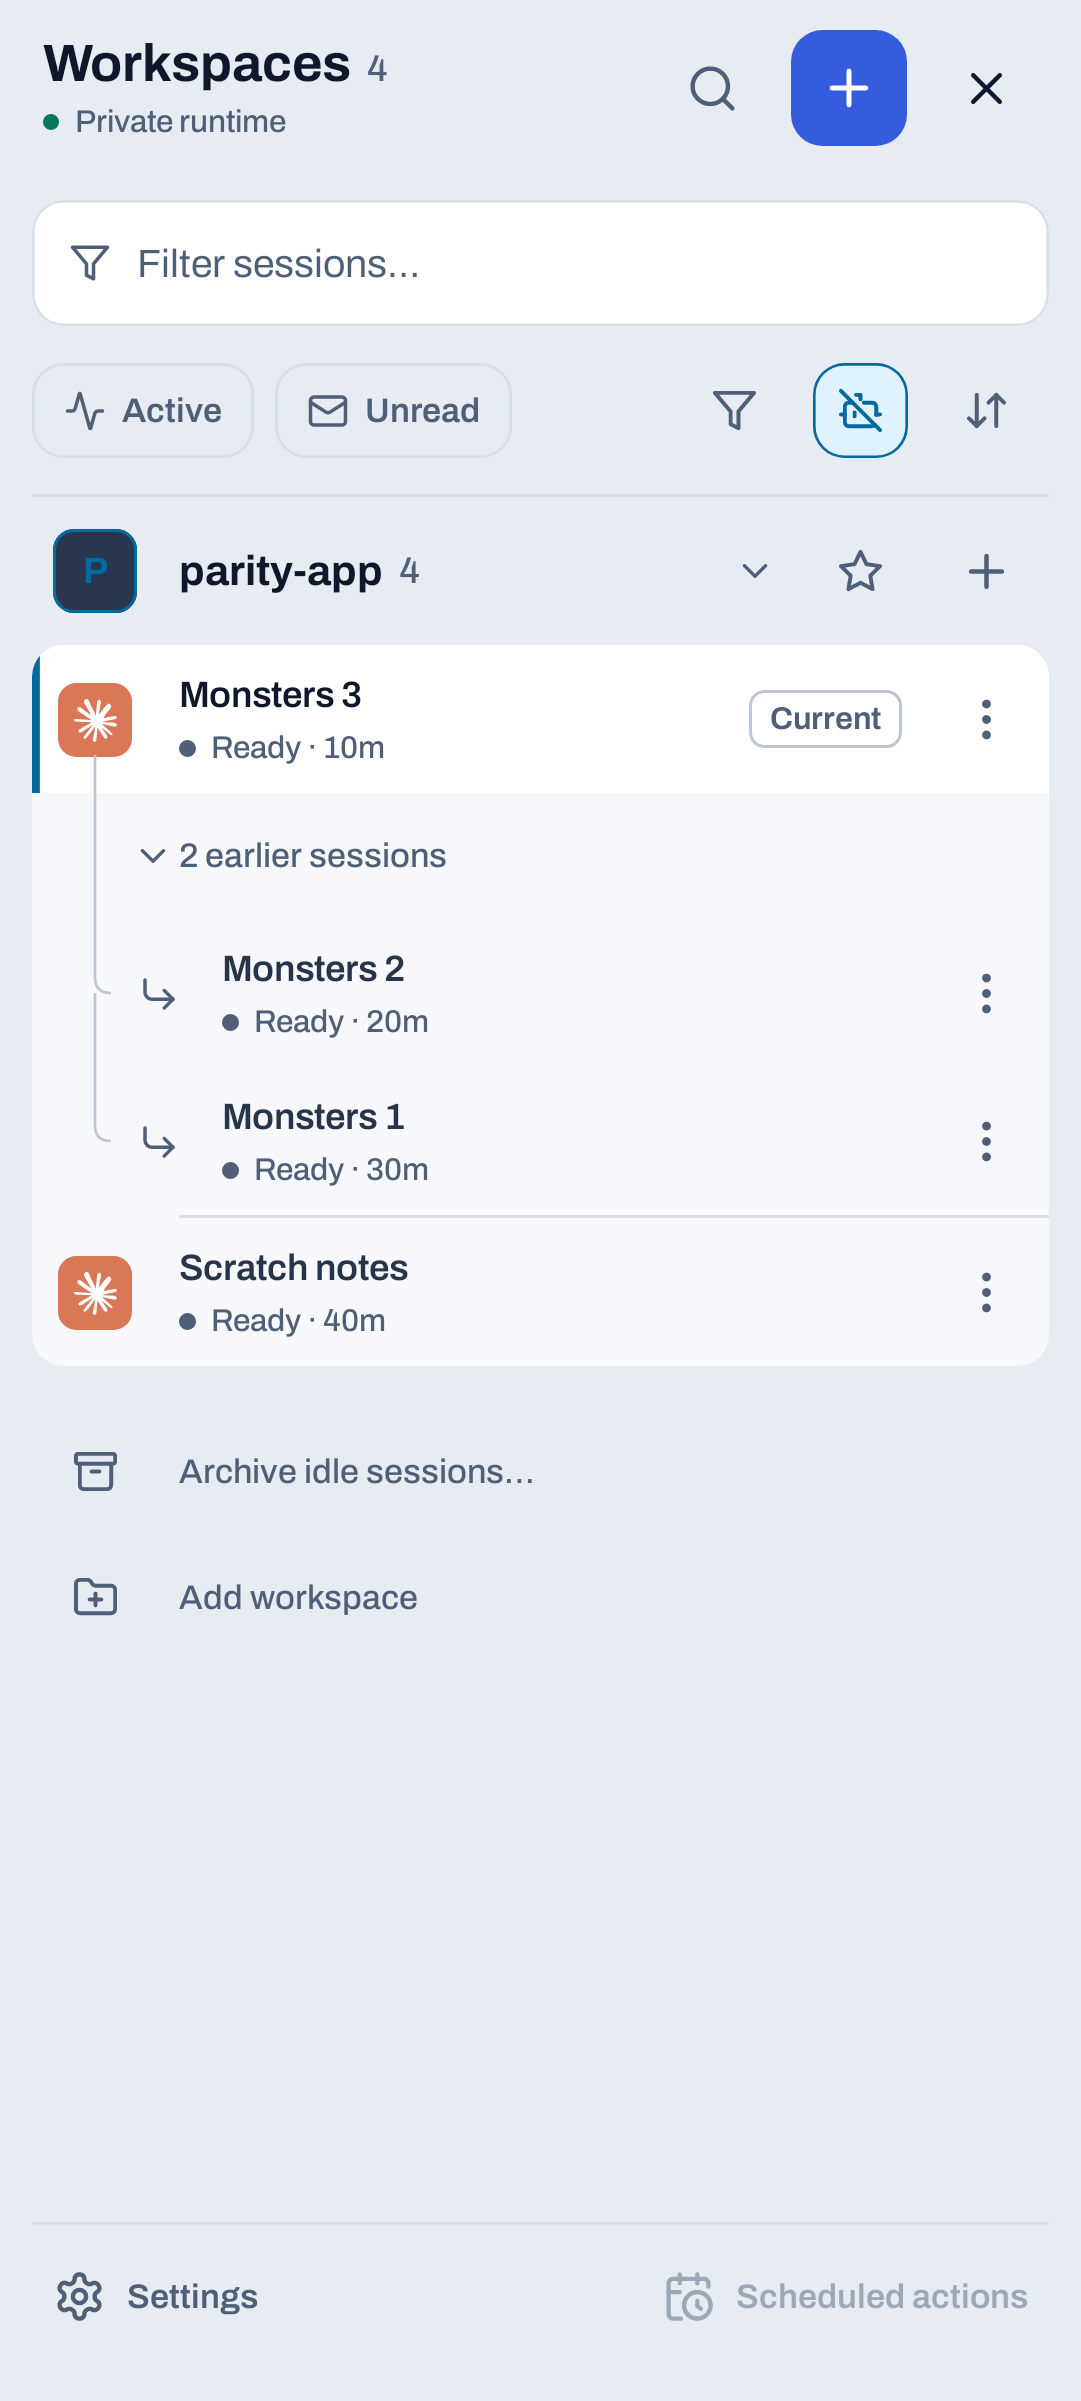 Workspaces 4
Private runtime
Filter sessions...
Active
Unread
P
parity-app 4
Monsters 3
Ready · 10m
Current
2 earlier sessions
Monsters 2
Ready · 20m
Monsters 1
Ready · 30m
Scratch notes
Ready · 40m
Archive idle sessions...
Add workspace
Settings
Scheduled actions